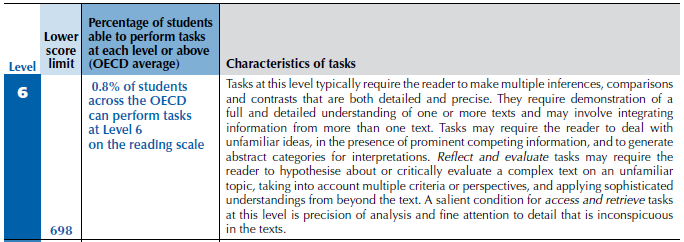 Level
Lower
score
limit
Percentage of students
able to perform tasks
at each level or above
(OECD average)
Characteristics of tasks
6
698
0.8% of students
across the OECD
can perform tasks
at Level 6
on the reading scale
Tasks at this level typically require the reader to make multiple inferences, comparisons
and contrasts that are both detailed and precise. They require demonstration of a
full and detailed understanding of one or more texts and may involve integrating
information from more than one text. Tasks may require the reader to deal with
unfamiliar ideas, in the presence of prominent competing information, and to generate
abstract categories for interpretations. Reflect and evaluate tasks may require the
reader to hypothesise about or critically evaluate a complex text on an unfamiliar
topic, taking into account multiple criteria or perspectives, and applying sophisticated
understandings from beyond the text. A salient condition for access and retrieve tasks
at this level is precision of analysis and fine attention to detail that is inconspicuous
in the texts.